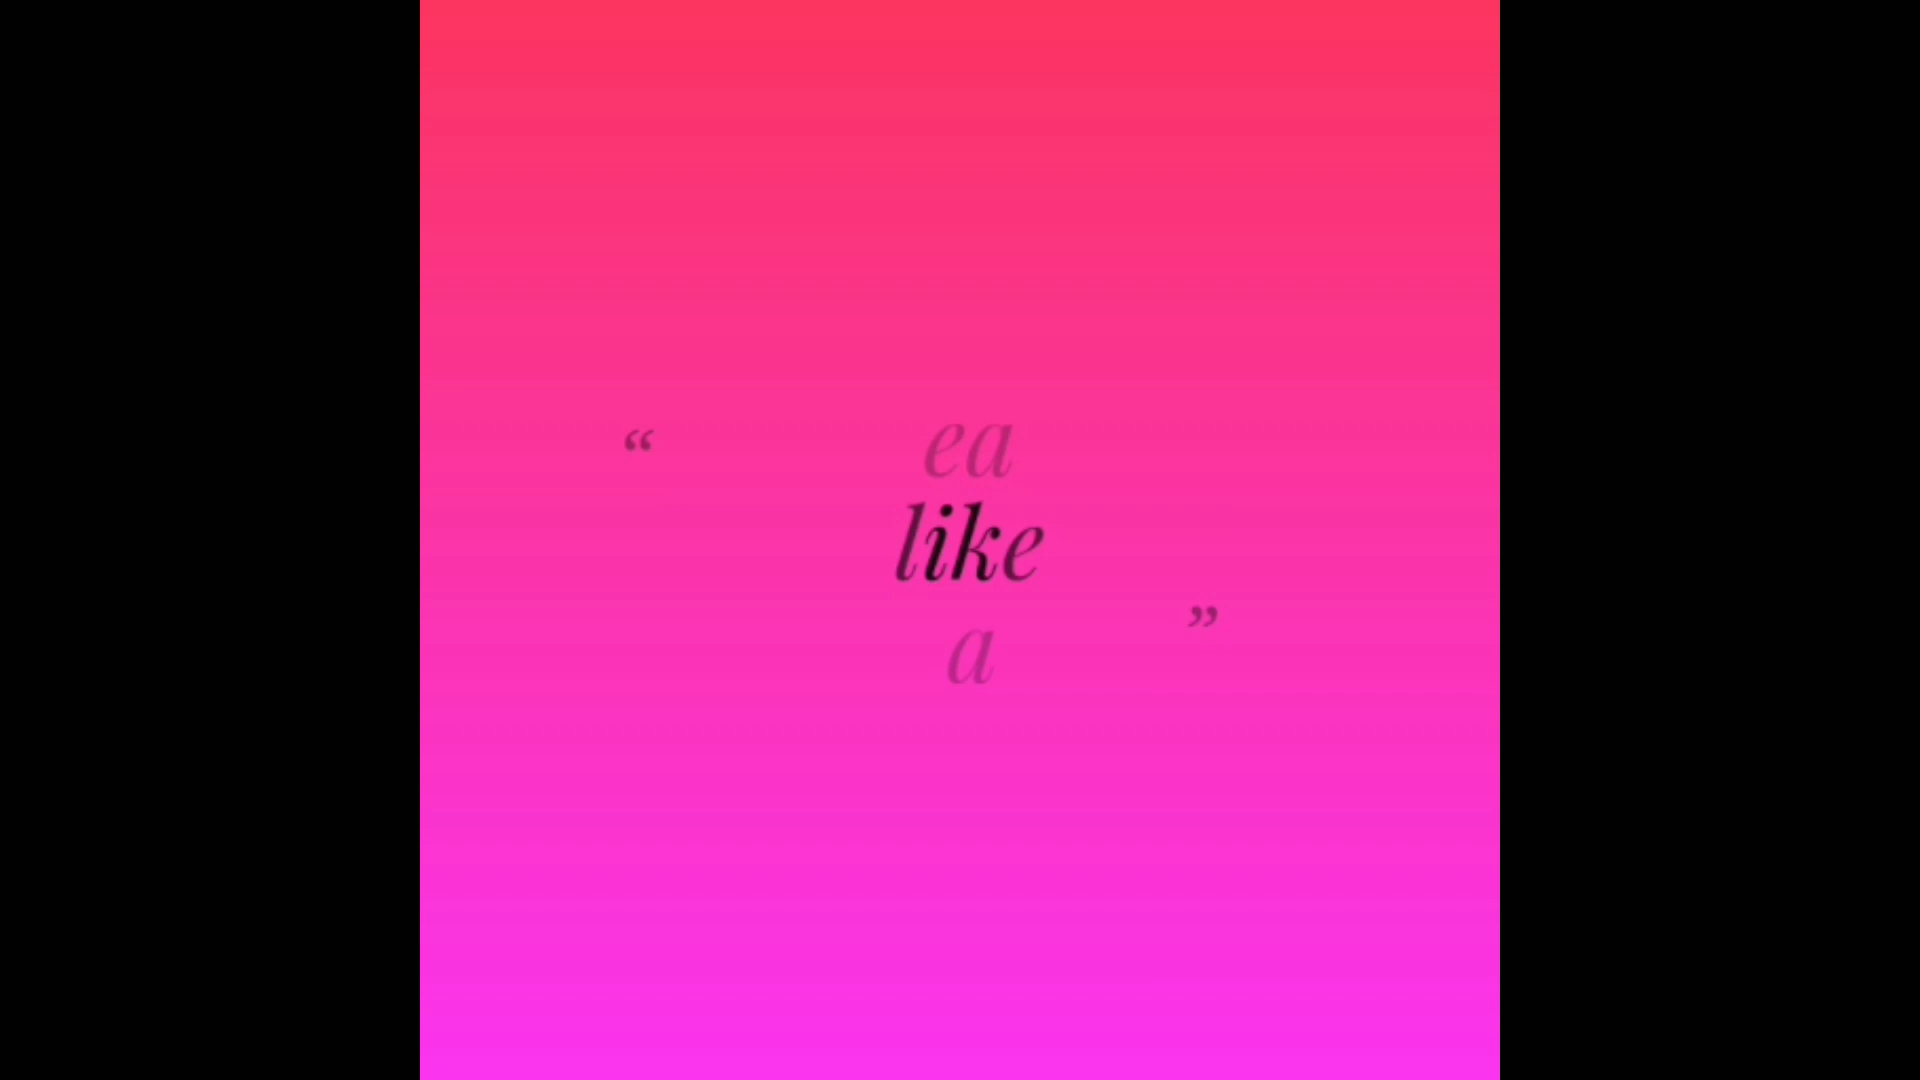 “ ea
like
a ”